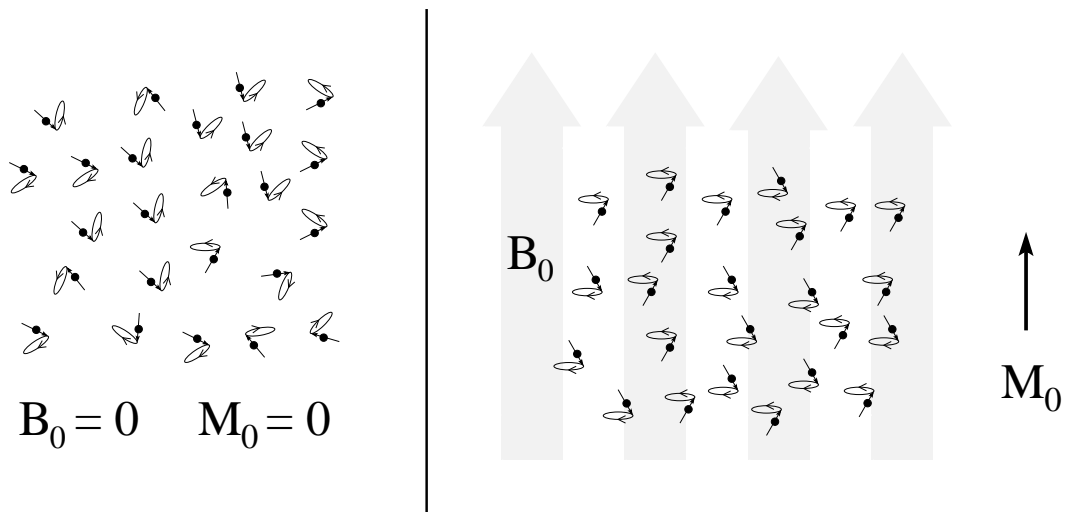 B₀ = 0 M₀ = 0
B₀
M₀